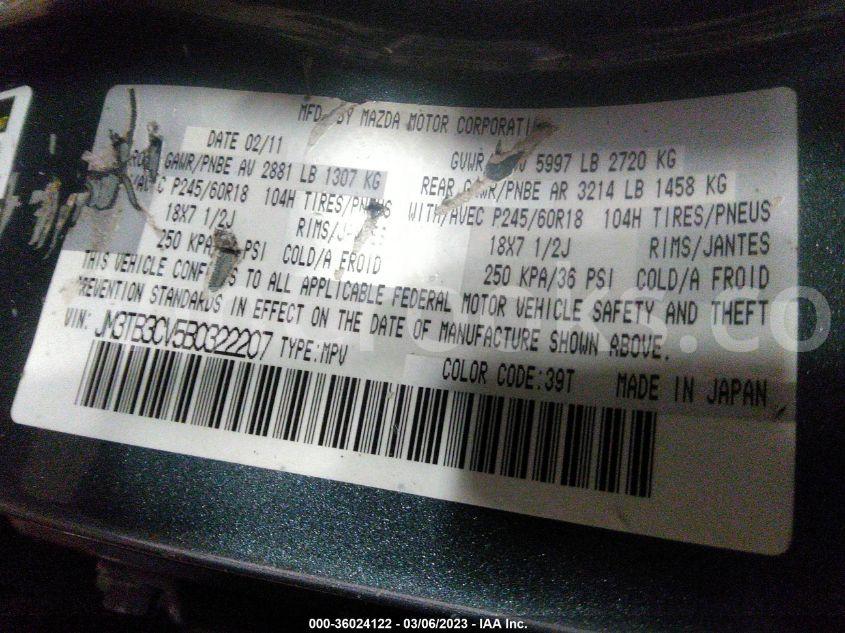 MFD. BY MAZDA MOTOR CORPORATION
DATE 02/11
GVWR 5997 LB 2720 KG
GAWR/PNBE AV 2881 LB 1307 KG
REAR GAWR/PNBE AR 3214 LB 1458 KG
P245/60R18 104H TIRES/PNEUS
WITH/AVEC P245/60R18 104H TIRES/PNEUS
18X7 1/2J RIMS/JANTES
18X7 1/2J RIMS/JANTES
250 KPA/ PSI COLD/A FROID
250 KPA/36 PSI COLD/A FROID
THIS VEHICLE CONFORMS TO ALL APPLICABLE FEDERAL MOTOR VEHICLE SAFETY AND THEFT
PREVENTION STANDARDS IN EFFECT ON THE DATE OF MANUFACTURE SHOWN ABOVE.
VIN: JM3TB3CV5B0322207 TYPE:MPV
COLOR CODE:39T MADE IN JAPAN
000-36024122 — 03/06/2023 — IAA Inc.